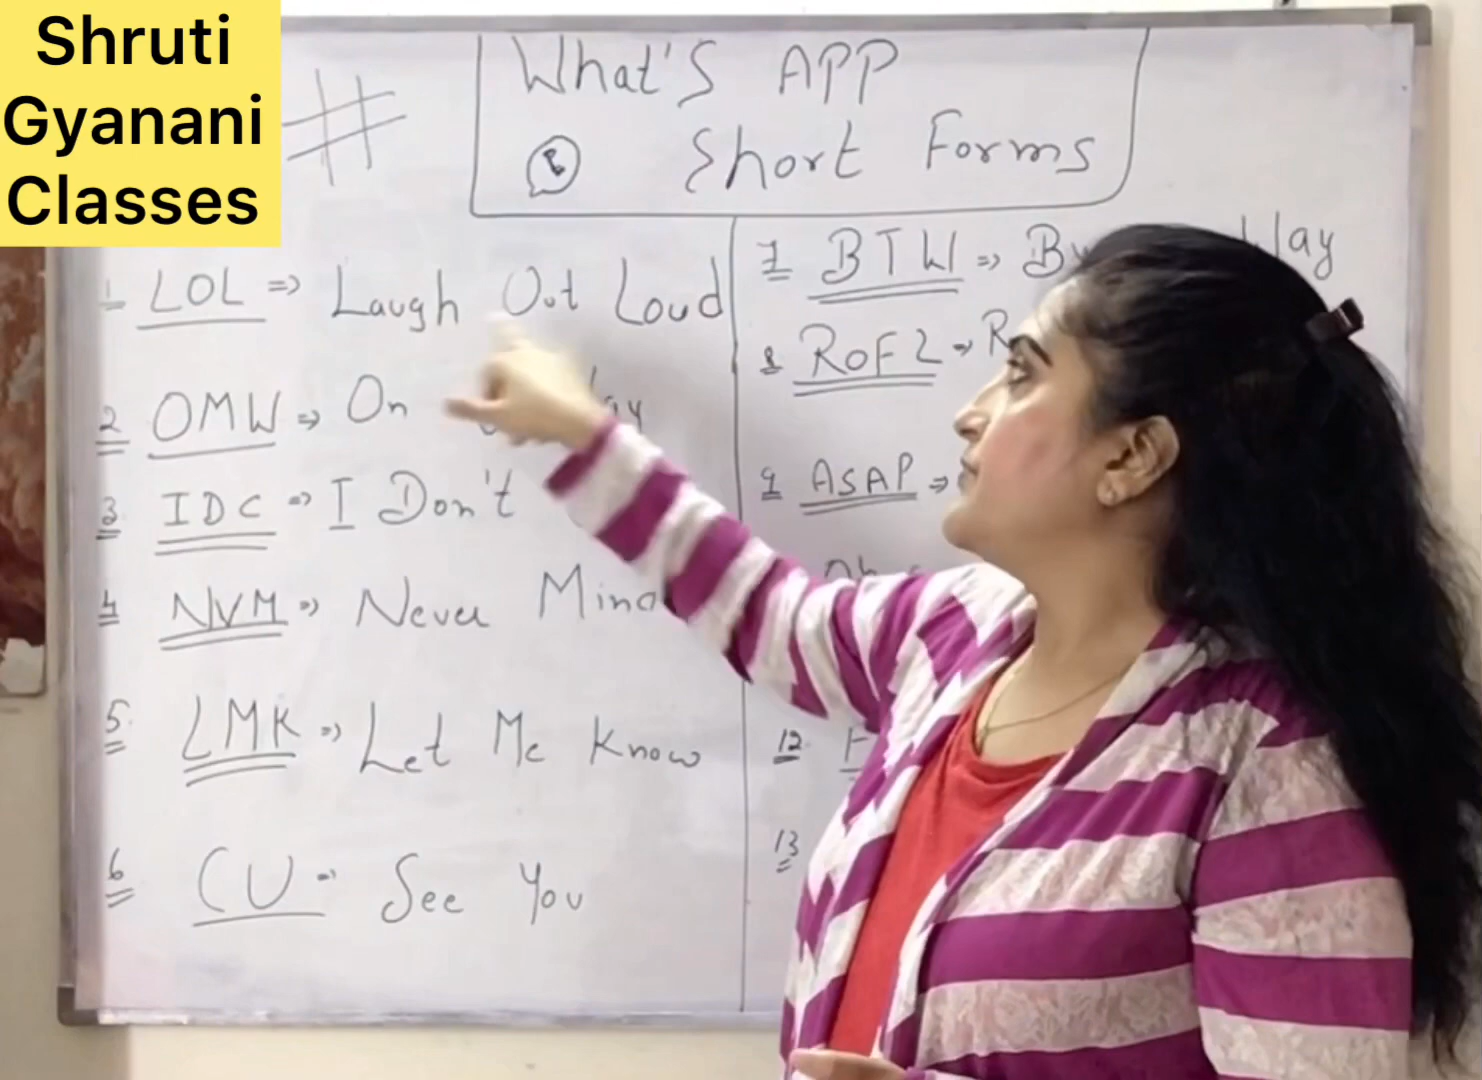 Shruti
Gyanani
Classes
#
What'S APP
Short Forms
1 LOL => Laugh Out Loud
2 OMW => On
3 IDC => I Don't
4 NVM => Never Mind
5. LMK => Let Me Know
6 CU => See You
7 BTW => By
8 ROFL =>
9 ASAP =>
12.
13